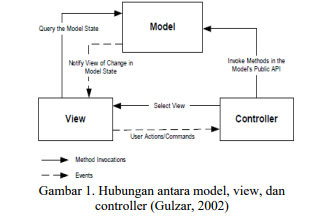 Model
Query the Model State
Notify View of Change in
Model State
Invoke Methods in the
Model's Public API
Select View
View
Controller
User Actions/Commands
Method Invocations
Events
Gambar 1. Hubungan antara model, view, dan
controller (Gulzar, 2002)